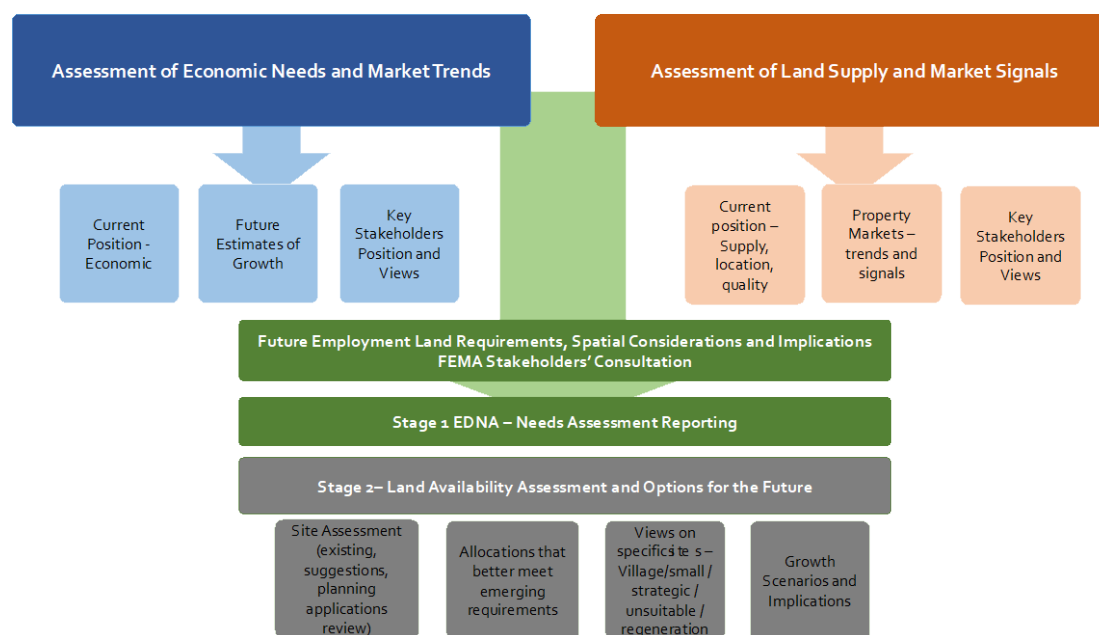 Assessment of Economic Needs and Market Trends
Assessment of Land Supply and Market Signals
Current
Position -
Economic
Future
Estimates of
Growth
Key
Stakeholders
Position and
Views
Current
position –
Supply,
location,
quality
Property
Markets –
trends and
signals
Key
Stakeholders
Position and
Views
Future Employment Land Requirements, Spatial Considerations and Implications
FEMA Stakeholders' Consultation
Stage 1 EDNA – Needs Assessment Reporting
Stage 2– Land Availability Assessment and Options for the Future
Site Assessment
(existing,
suggestions,
planning
applications
review)
Allocations that
better meet
emerging
requirements
Views on
specific sites –
Village/small /
strategic /
unsuitable /
regeneration
Growth
Scenarios and
Implications